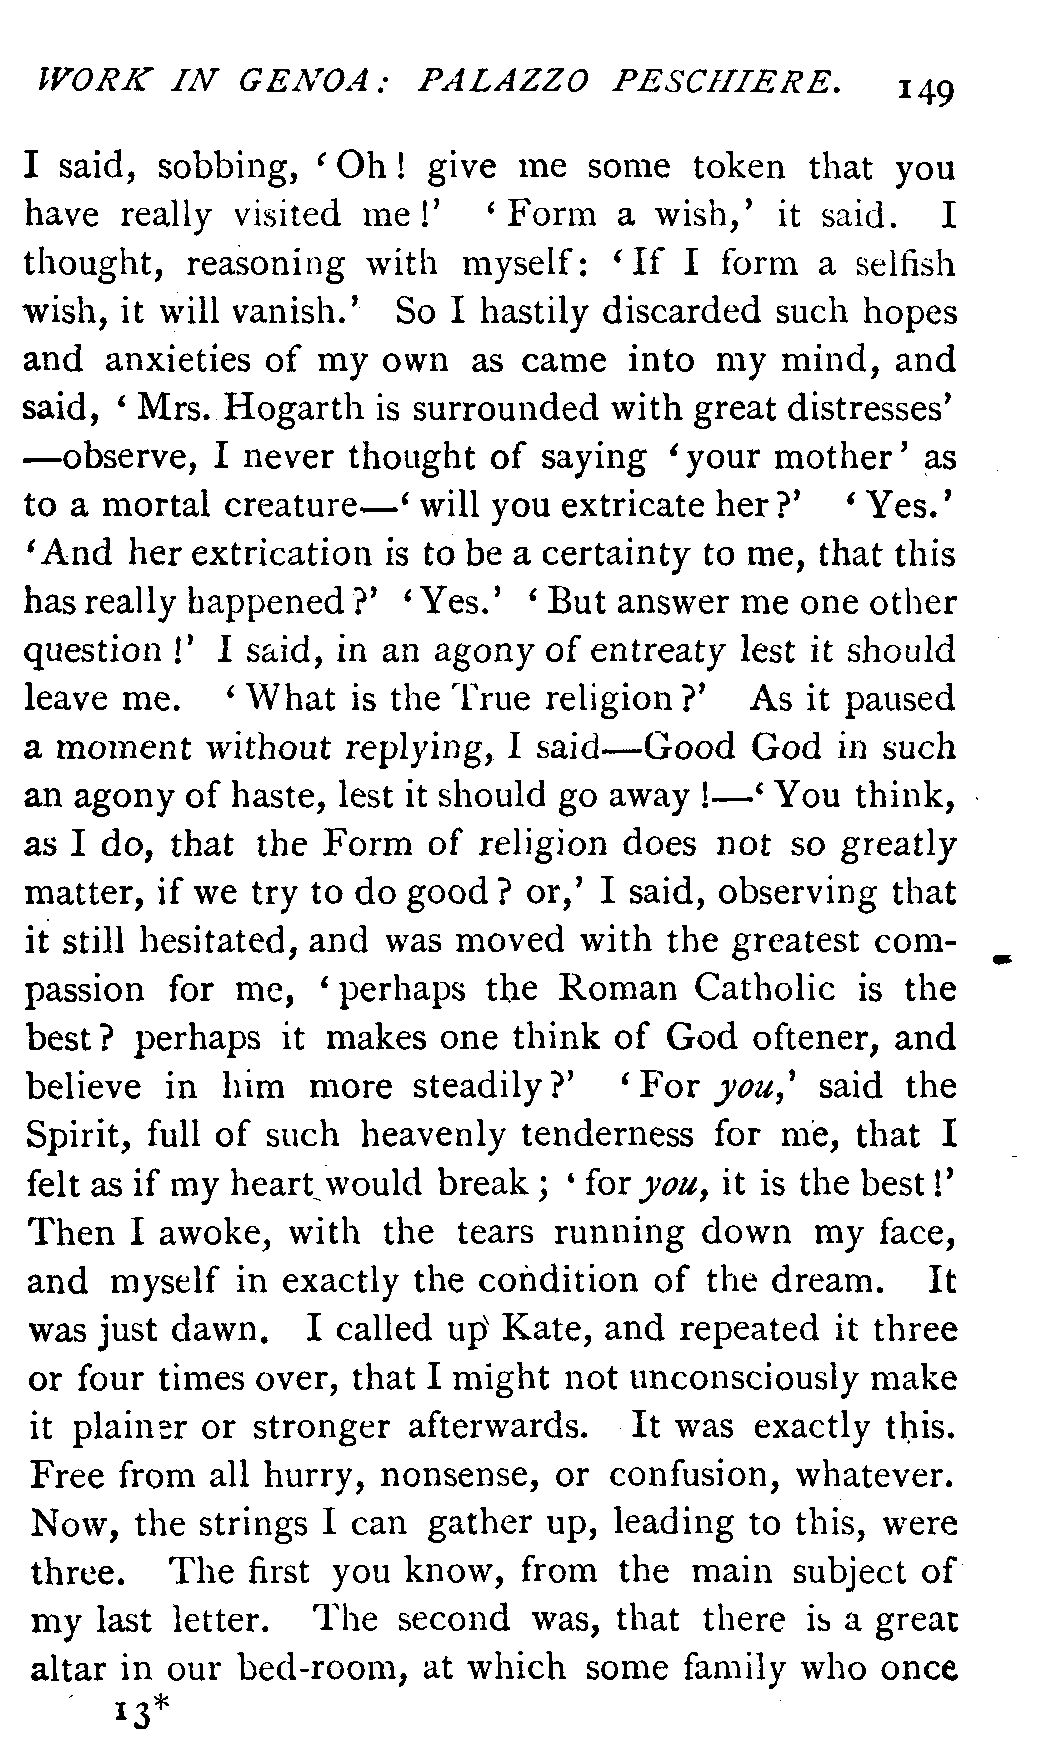 WORK IN GENOA: PALAZZO PESCHIERE. 149
I said, sobbing, ‘Oh! give me some token that you
have really visited me!’ ‘Form a wish,’ it said. I
thought, reasoning with myself: ‘If I form a selfish
wish, it will vanish.’ So I hastily discarded such hopes
and anxieties of my own as came into my mind, and
said, ‘Mrs. Hogarth is surrounded with great distresses’
—observe, I never thought of saying ‘your mother’ as
to a mortal creature—‘will you extricate her?’ ‘Yes.’
‘And her extrication is to be a certainty to me, that this
has really happened?’ ‘Yes.’ ‘But answer me one other
question!’ I said, in an agony of entreaty lest it should
leave me. ‘What is the True religion?’ As it paused
a moment without replying, I said—Good God in such
an agony of haste, lest it should go away!—‘You think,
as I do, that the Form of religion does not so greatly
matter, if we try to do good? or,’ I said, observing that
it still hesitated, and was moved with the greatest com-
passion for me, ‘perhaps the Roman Catholic is the
best? perhaps it makes one think of God oftener, and
believe in him more steadily?’ ‘For you,’ said the
Spirit, full of such heavenly tenderness for me, that I
felt as if my heart would break; ‘for you, it is the best!’
Then I awoke, with the tears running down my face,
and myself in exactly the condition of the dream. It
was just dawn. I called up Kate, and repeated it three
or four times over, that I might not unconsciously make
it plainer or stronger afterwards. It was exactly this.
Free from all hurry, nonsense, or confusion, whatever.
Now, the strings I can gather up, leading to this, were
three. The first you know, from the main subject of
my last letter. The second was, that there is a great
altar in our bed-room, at which some family who once
13*